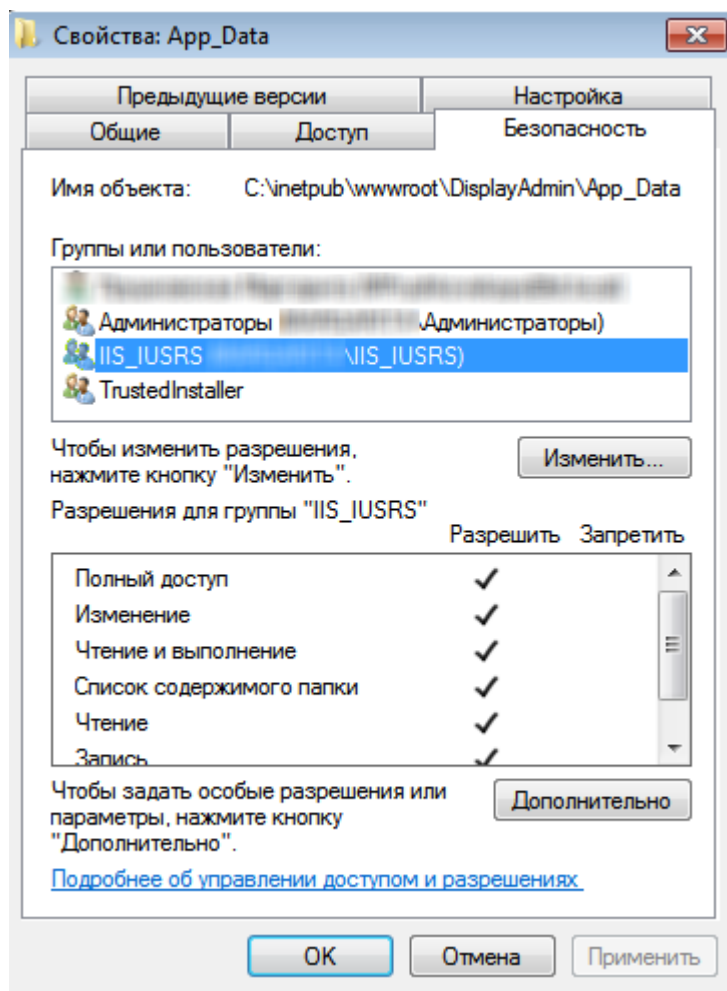 Свойства: App_Data
Предыдущие версии Настройка
Общие Доступ Безопасность
Имя объекта: C:\inetpub\wwwroot\DisplayAdmin\App_Data
Группы или пользователи:
Администраторы \Администраторы)
IIS_IUSRS \IIS_IUSRS)
TrustedInstaller
Чтобы изменить разрешения,
нажмите кнопку "Изменить".
Изменить...
Разрешения для группы "IIS_IUSRS"
Разрешить Запретить
Полный доступ
Изменение
Чтение и выполнение
Список содержимого папки
Чтение
Запись
Чтобы задать особые разрешения или
параметры, нажмите кнопку
"Дополнительно".
Дополнительно
Подробнее об управлении доступом и разрешениях
OK Отмена Применить